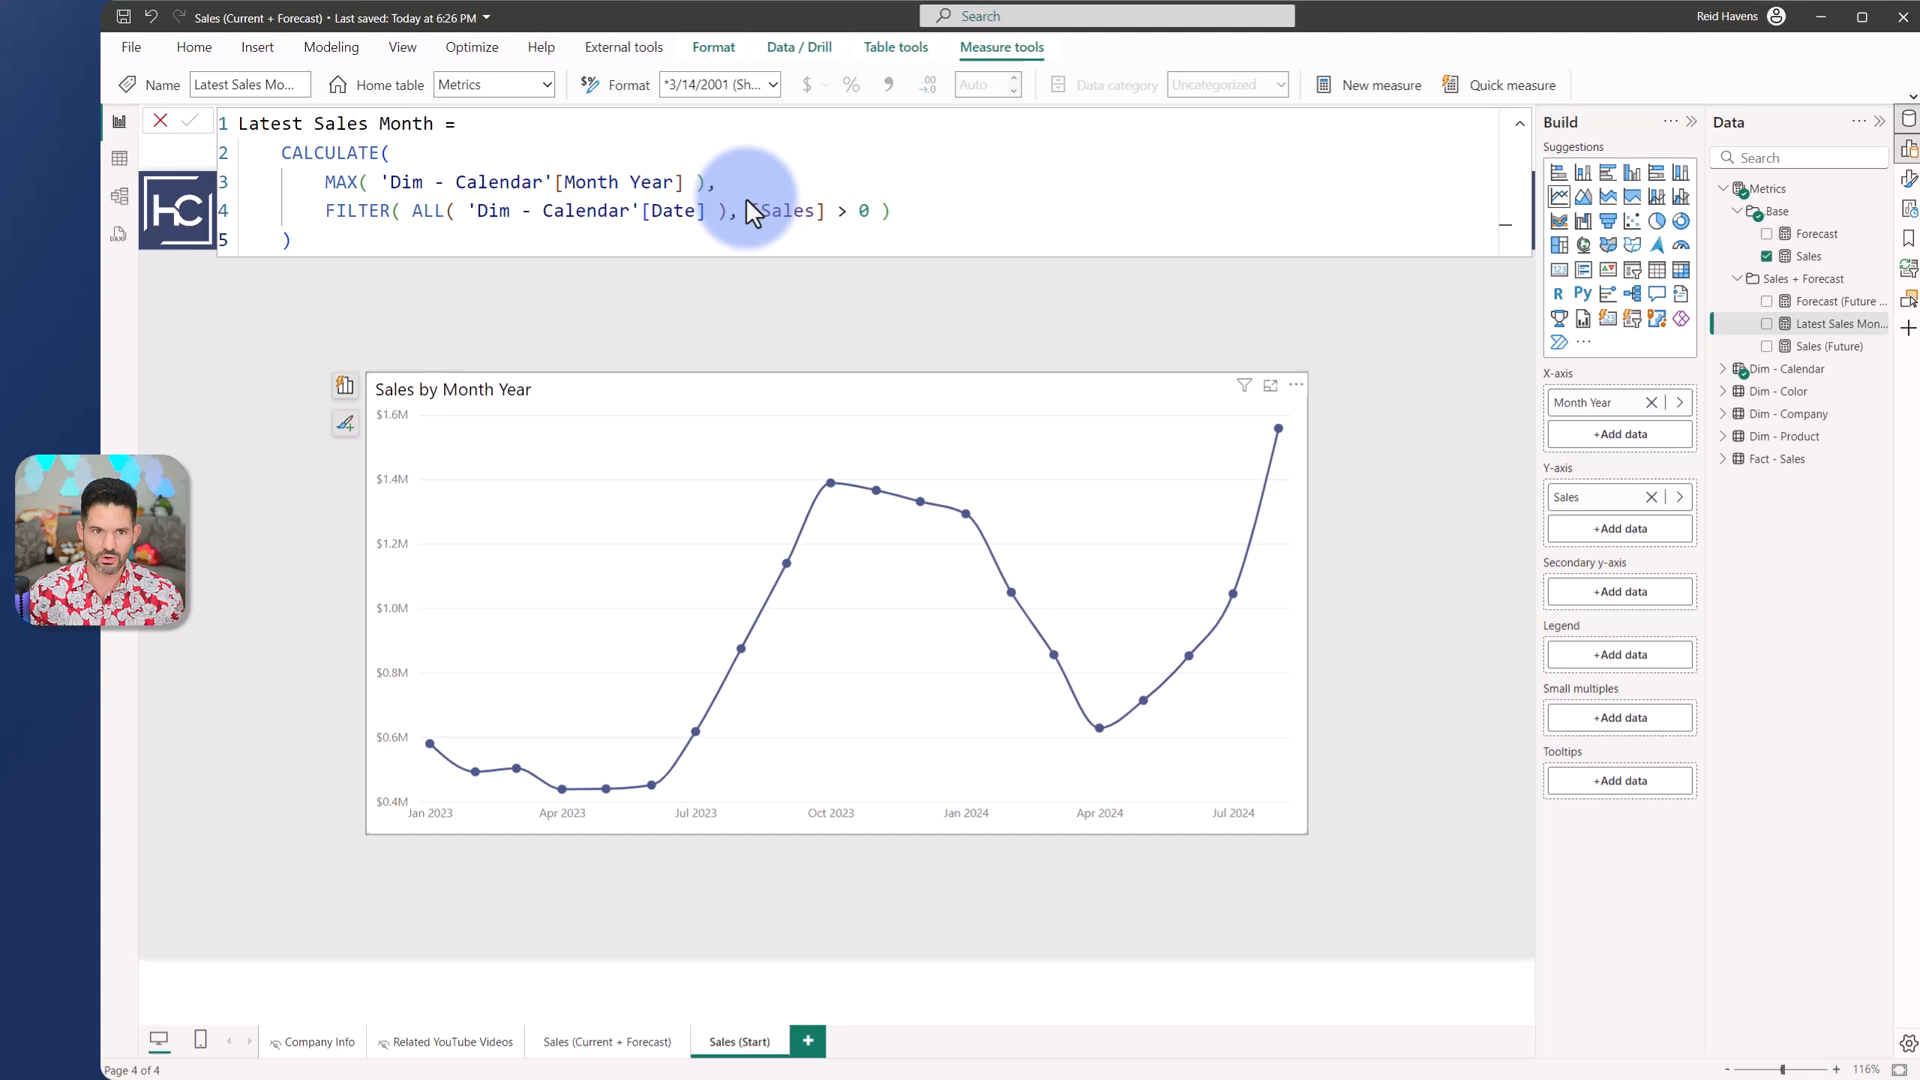 Sales (Current + Forecast) • Last saved: Today at 6:26 PM
Search
Reid Havens
File Home Insert Modeling View Optimize Help External tools Format Data / Drill Table tools Measure tools
Name Latest Sales Mo... Home table Metrics Format *3/14/2001 (Sh... $ % Auto Data category Uncategorized New measure Quick measure
1 Latest Sales Month =
2 CALCULATE(
3 MAX( 'Dim - Calendar'[Month Year] ),
4 FILTER( ALL( 'Dim - Calendar'[Date] ), [Sales] > 0 )
5 )
HC
Sales by Month Year
$1.6M
$1.4M
$1.2M
$1.0M
$0.8M
$0.6M
$0.4M
Jan 2023 Apr 2023 Jul 2023 Oct 2023 Jan 2024 Apr 2024 Jul 2024
Build
Suggestions
R Py
X-axis
Month Year
+Add data
Y-axis
Sales
+Add data
Secondary y-axis
+Add data
Legend
+Add data
Small multiples
+Add data
Tooltips
+Add data
Data
Search
Metrics
Base
Forecast
Sales
Sales + Forecast
Forecast (Future ...
Latest Sales Mon...
Sales (Future)
Dim - Calendar
Dim - Color
Dim - Company
Dim - Product
Fact - Sales
Company Info Related YouTube Videos Sales (Current + Forecast) Sales (Start)
Page 4 of 4
116%